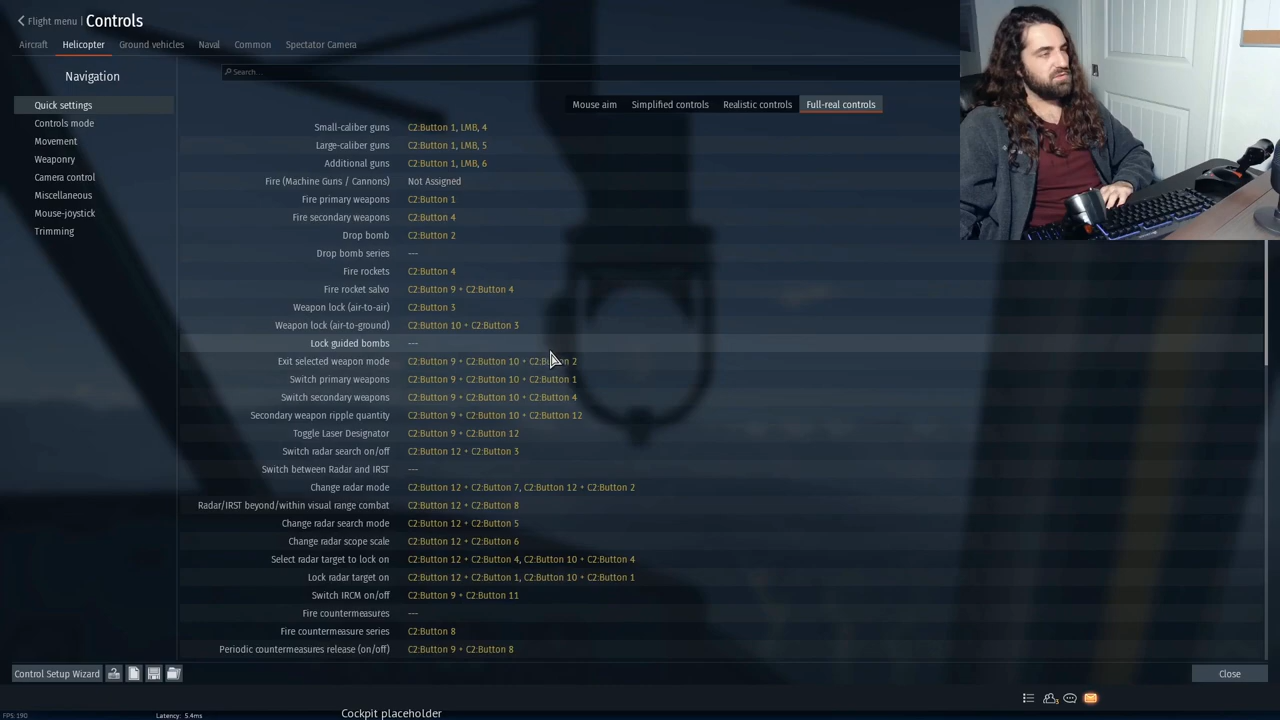 Flight menu | Controls
Aircraft Helicopter Ground vehicles Naval Common Spectator Camera
Navigation
Quick settings
Controls mode
Movement
Weaponry
Camera control
Miscellaneous
Mouse-joystick
Trimming
Search...
Mouse aim Simplified controls Realistic controls Full-real controls
Small-caliber guns C2:Button 1, LMB, 4
Large-caliber guns C2:Button 1, LMB, 5
Additional guns C2:Button 1, LMB, 6
Fire (Machine Guns / Cannons) Not Assigned
Fire primary weapons C2:Button 1
Fire secondary weapons C2:Button 4
Drop bomb C2:Button 2
Drop bomb series ---
Fire rockets C2:Button 4
Fire rocket salvo C2:Button 9 + C2:Button 4
Weapon lock (air-to-air) C2:Button 3
Weapon lock (air-to-ground) C2:Button 10 + C2:Button 3
Lock guided bombs ---
Exit selected weapon mode C2:Button 9 + C2:Button 10 + C2:Button 2
Switch primary weapons C2:Button 9 + C2:Button 10 + C2:Button 1
Switch secondary weapons C2:Button 9 + C2:Button 10 + C2:Button 4
Secondary weapon ripple quantity C2:Button 9 + C2:Button 10 + C2:Button 12
Toggle Laser Designator C2:Button 9 + C2:Button 12
Switch radar search on/off C2:Button 12 + C2:Button 3
Switch between Radar and IRST ---
Change radar mode C2:Button 12 + C2:Button 7, C2:Button 12 + C2:Button 2
Radar/IRST beyond/within visual range combat C2:Button 12 + C2:Button 8
Change radar search mode C2:Button 12 + C2:Button 5
Change radar scope scale C2:Button 12 + C2:Button 6
Select radar target to lock on C2:Button 12 + C2:Button 4, C2:Button 10 + C2:Button 4
Lock radar target on C2:Button 12 + C2:Button 1, C2:Button 10 + C2:Button 1
Switch IRCM on/off C2:Button 9 + C2:Button 11
Fire countermeasures ---
Fire countermeasure series C2:Button 8
Periodic countermeasures release (on/off) C2:Button 9 + C2:Button 8
Control Setup Wizard
Close
3
FPS: 190 Latency: 5.4ms Cockpit placeholder